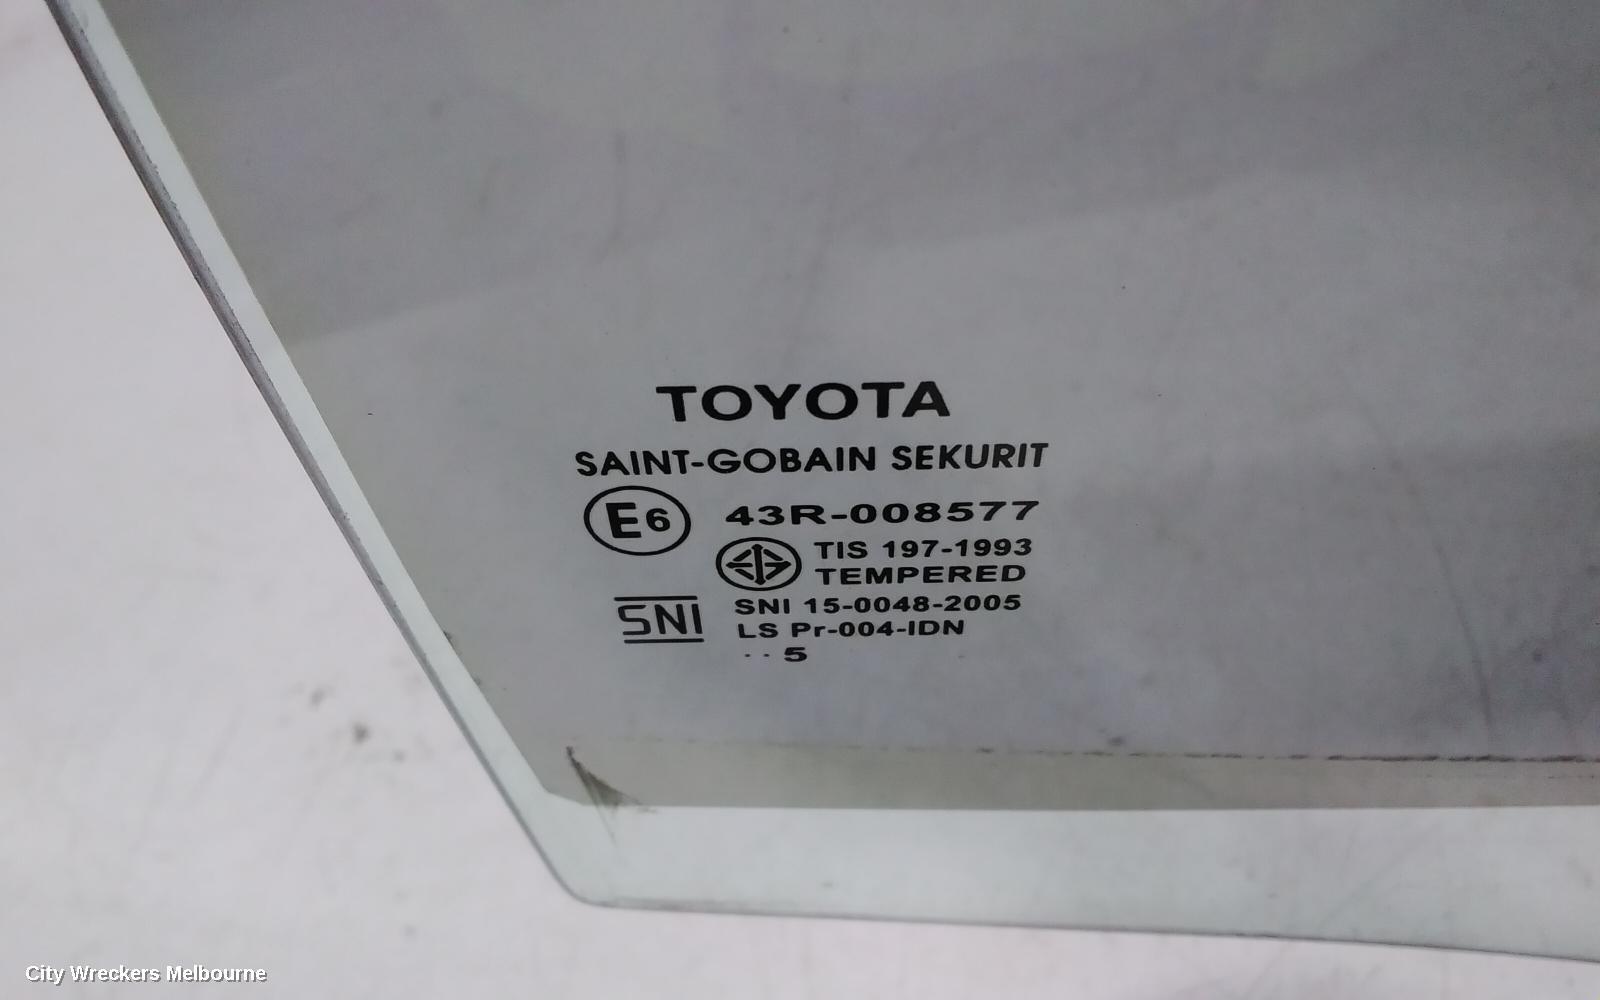 TOYOTA
SAINT-GOBAIN SEKURIT
E6 43R-008577
TIS 197-1993
TEMPERED
SNI SNI 15-0048-2005
LS Pr-004-IDN
·· 5
City Wreckers Melbourne